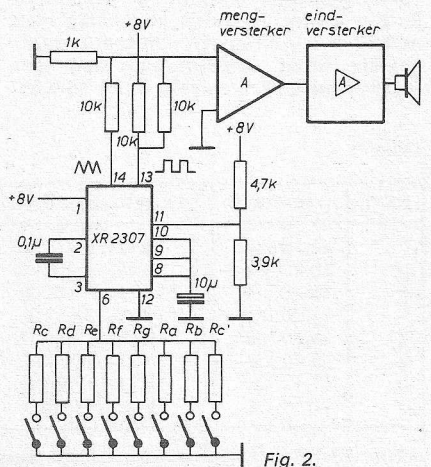 +8V
meng-
versterker
eind-
versterker
1k
10k
10k
10k
A
A
+8V
14
13
+8V
1
XR 2307
11
4,7k
0,1μ
2
10
9
3
8
10μ
3,9k
6
12
Rc Rd Re Rf Rg Ra Rb Rc'
Fig. 2.